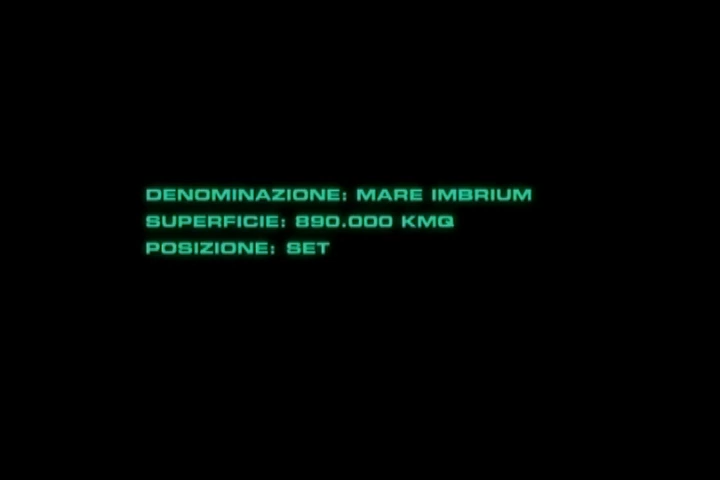 DENOMINAZIONE: MARE IMBRIUM
SUPERFICIE: 890.000 KMQ
POSIZIONE: SET